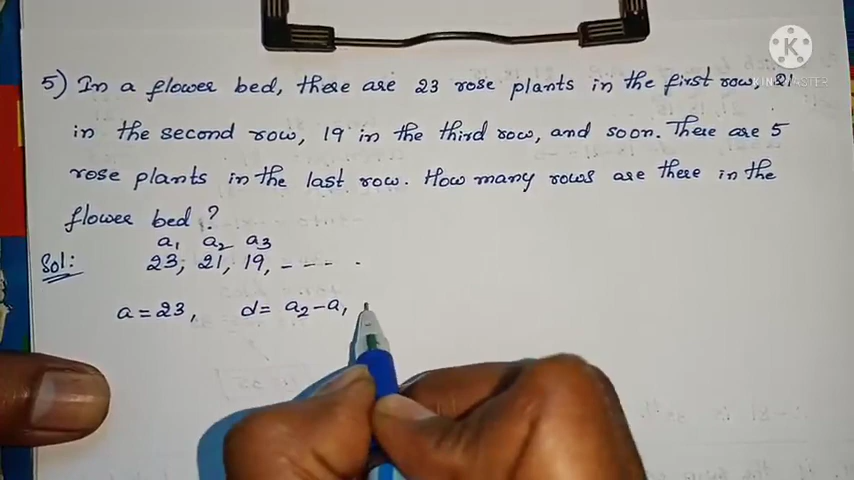 5) In a flower bed, there are 23 rose plants in the first row, 21
in the second row, 19 in the third row, and soon. There are 5
rose plants in the last row. How many rows are there in the
flower bed?
a₁ a₂ a₃
Sol: 23, 21, 19, - - - - .
a = 23, d = a₂ - a₁
K
KINEMASTER